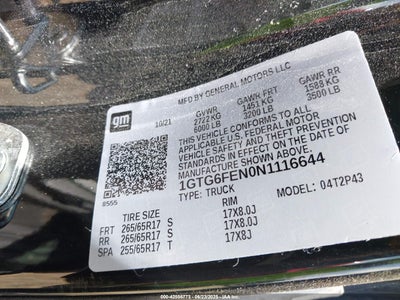 gm
MFD BY GENERAL MOTORS LLC
10/21
GVWR GAWR FRT GAWR RR
2722 KG 1451 KG 1588 KG
6000 LB 3200 LB 3500 LB
THIS VEHICLE CONFORMS TO ALL
APPLICABLE U.S. FEDERAL MOTOR
VEHICLE SAFETY AND THEFT PREVENTION
STANDARDS IN EFFECT ON THE DATE OF
MANUFACTURE SHOWN ABOVE.
1GTG6FEN0N1116644
8555
TYPE: TRUCK MODEL: 04T2P43
TIRE SIZE RIM
FRT 265/65R17 S 17X8.0J
RR 265/65R17 S 17X8.0J
SPA 255/65R17 T 17X8J